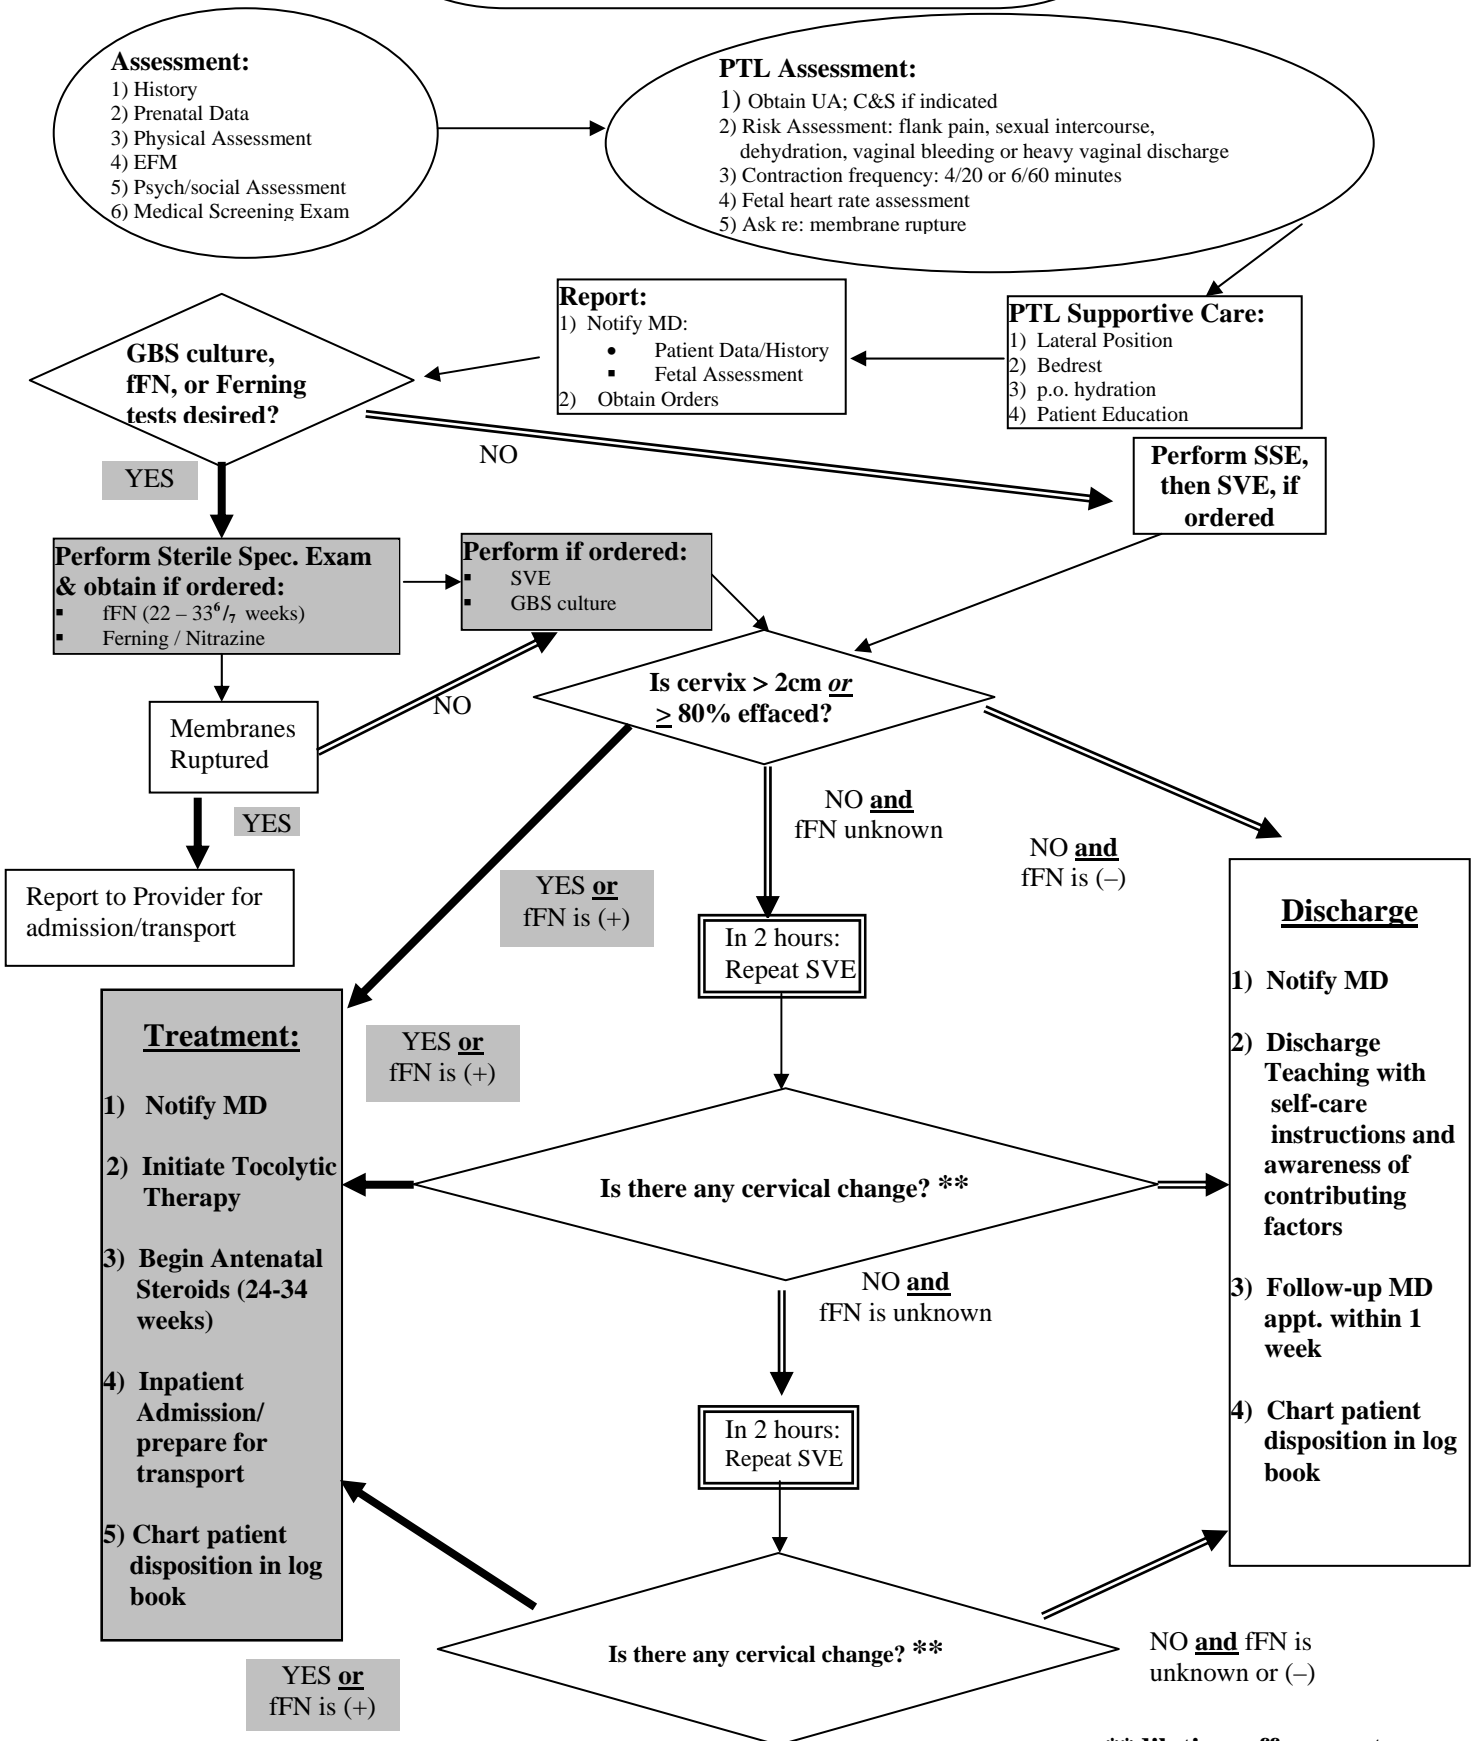 Assessment:
1) History
2) Prenatal Data
3) Physical Assessment
4) EFM
5) Psych/social Assessment
6) Medical Screening Exam
PTL Assessment:
1) Obtain UA; C&S if indicated
2) Risk Assessment: flank pain, sexual intercourse,
dehydration, vaginal bleeding or heavy vaginal discharge
3) Contraction frequency: 4/20 or 6/60 minutes
4) Fetal heart rate assessment
5) Ask re: membrane rupture
PTL Supportive Care:
1) Lateral Position
2) Bedrest
3) p.o. hydration
4) Patient Education
Report:
1) Notify MD:
• Patient Data/History
▪ Fetal Assessment
2) Obtain Orders
GBS culture,
fFN, or Ferning
tests desired?
NO
YES
Perform SSE,
then SVE, if
ordered
Perform Sterile Spec. Exam
& obtain if ordered:
▪ fFN (22 – 33⁶/₇ weeks)
▪ Ferning / Nitrazine
Perform if ordered:
▪ SVE
▪ GBS culture
NO
Membranes
Ruptured
YES
Report to Provider for
admission/transport
Is cervix > 2cm or
≥ 80% effaced?
NO and
fFN unknown
NO and
fFN is (–)
YES or
fFN is (+)
In 2 hours:
Repeat SVE
YES or
fFN is (+)
Is there any cervical change? **
NO and
fFN is unknown
In 2 hours:
Repeat SVE
Is there any cervical change? **
YES or
fFN is (+)
NO and fFN is
unknown or (–)
Treatment:
1) Notify MD
2) Initiate Tocolytic
Therapy
3) Begin Antenatal
Steroids (24-34
weeks)
4) Inpatient
Admission/
prepare for
transport
5) Chart patient
disposition in log
book
Discharge
1) Notify MD
2) Discharge
Teaching with
self-care
instructions and
awareness of
contributing
factors
3) Follow-up MD
appt. within 1
week
4) Chart patient
disposition in log
book